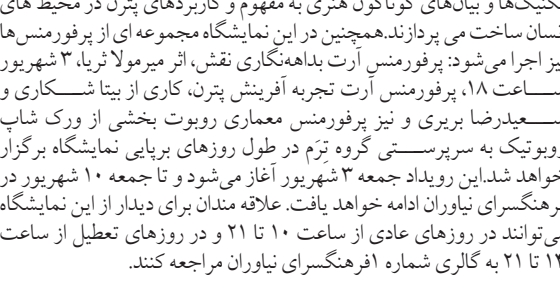 تکنیک‌ها و بیان‌های گوناگون هنری به مفهوم و کاربردهای پترن در محیط های
انسان ساخت می پردازند.همچنین در این نمایشگاه مجموعه ای از پرفورمنس‌ها
نیز اجرا می‌شود: پرفورمنس آرت بداهه‌نگاری نقش، اثر میرمولا ثریا، ۳ شهریور
ساعت ۱۸، پرفورمنس آرت تجربه آفرینش پترن، کاری از بیتا شکاری و
سعیدرضا بریری و نیز پرفورمنس معماری روبوت بخشی از ورک شاپ
روبوتیک به سرپرستی گروه تِرَم در طول روزهای برپایی نمایشگاه برگزار
خواهد شد.این رویداد جمعه ۳ شهریور آغاز می‌شود و تا جمعه ۱۰ شهریور در
فرهنگسرای نیاوران ادامه خواهد یافت. علاقه مندان برای دیدار از این نمایشگاه
می‌توانند در روزهای عادی از ساعت ۱۰ تا ۲۱ و در روزهای تعطیل از ساعت
تا ۲۱ به گالری شماره ۱فرهنگسرای نیاوران مراجعه کنند.